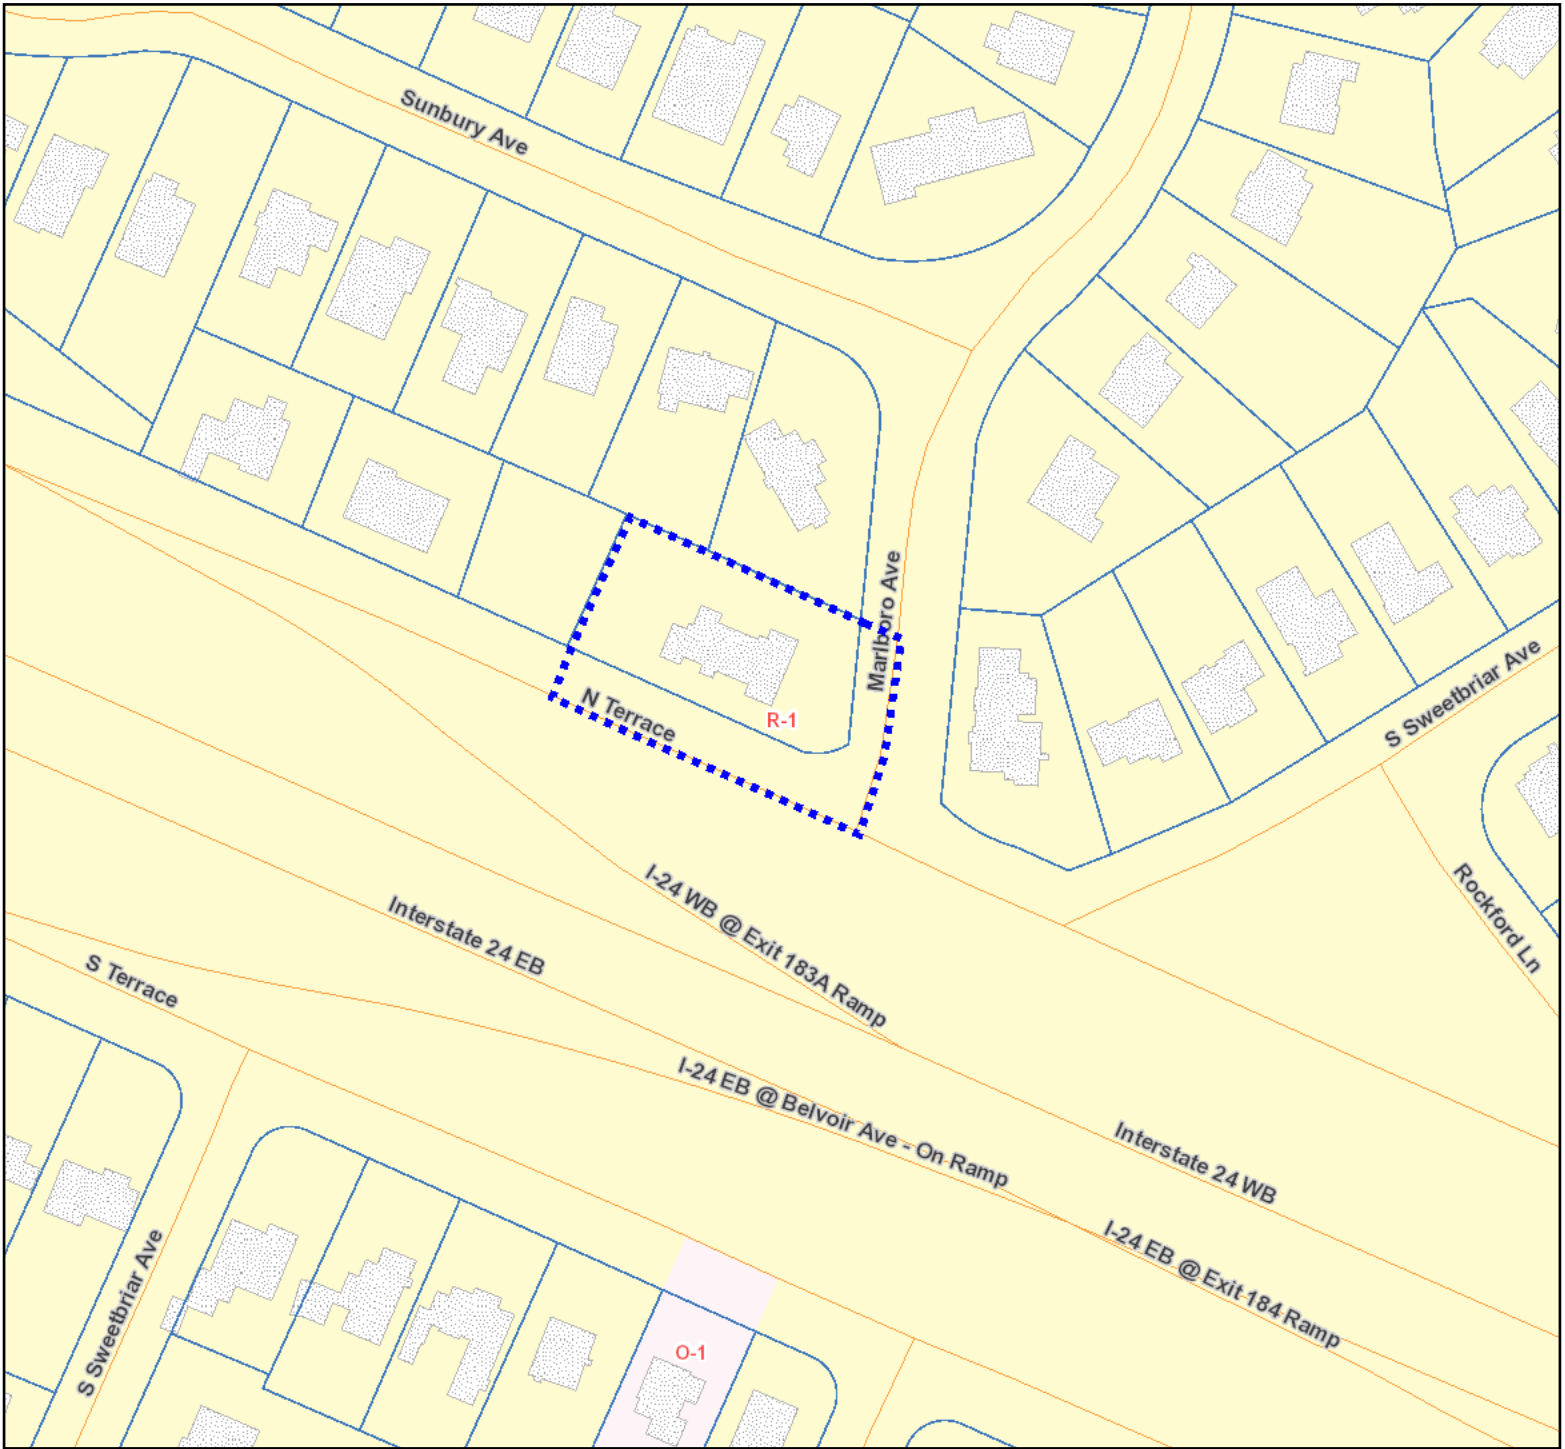 Sunbury Ave
Marlboro Ave
N Terrace
R-1
S Sweetbriar Ave
Rockford Ln
I-24 WB @ Exit 183A Ramp
Interstate 24 EB
S Terrace
I-24 EB @ Belvoir Ave - On Ramp
Interstate 24 WB
I-24 EB @ Exit 184 Ramp
S Sweetbriar Ave
O-1